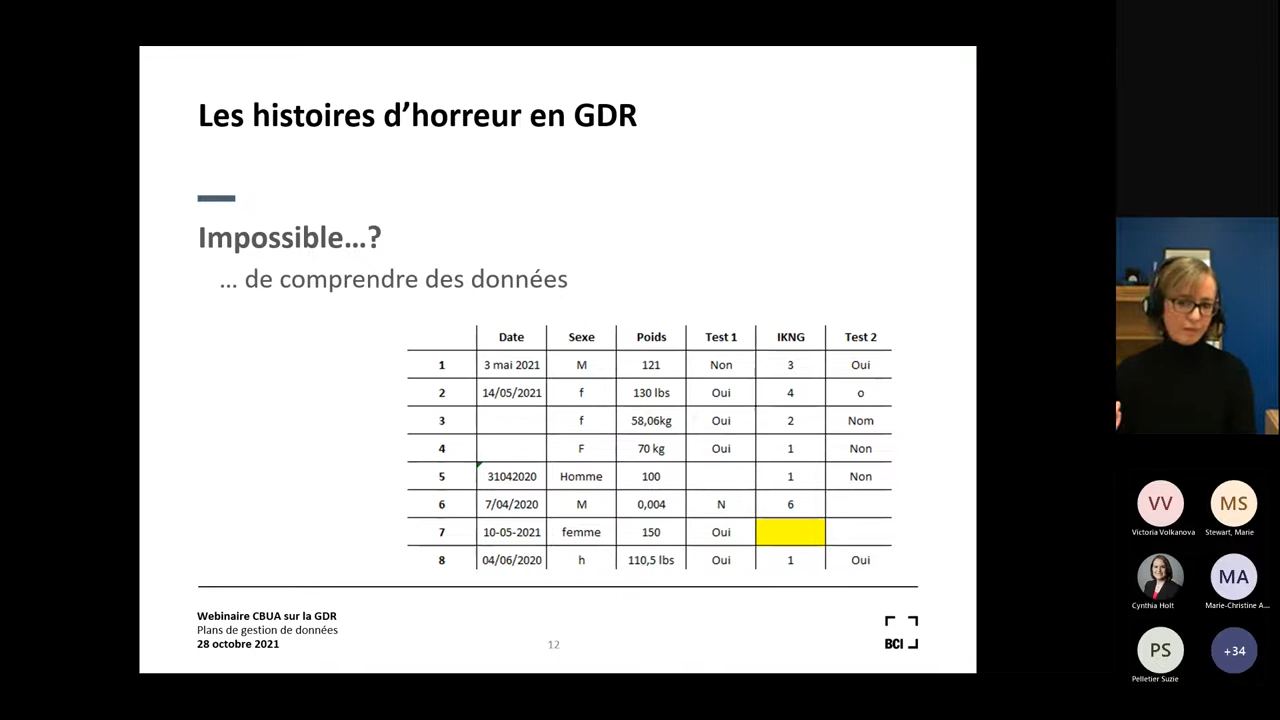 Les histoires d’horreur en GDR
Impossible...?
... de comprendre des données
Date Sexe Poids Test 1 IKNG Test 2
1 3 mai 2021 M 121 Non 3 Oui
2 14/05/2021 f 130 lbs Oui 4 o
3 f 58,06kg Oui 2 Nom
4 F 70 kg Oui 1 Non
5 31042020 Homme 100 1 Non
6 7/04/2020 M 0,004 N 6
7 10-05-2021 femme 150 Oui
8 04/06/2020 h 110,5 lbs Oui 1 Oui
Webinaire CBUA sur la GDR
Plans de gestion de données
28 octobre 2021
12
BCI
VV
Victoria Volkanova
MS
Stewart, Marie
Cynthia Holt
MA
Marie-Christine A...
PS
Pelletier Suzie
+34